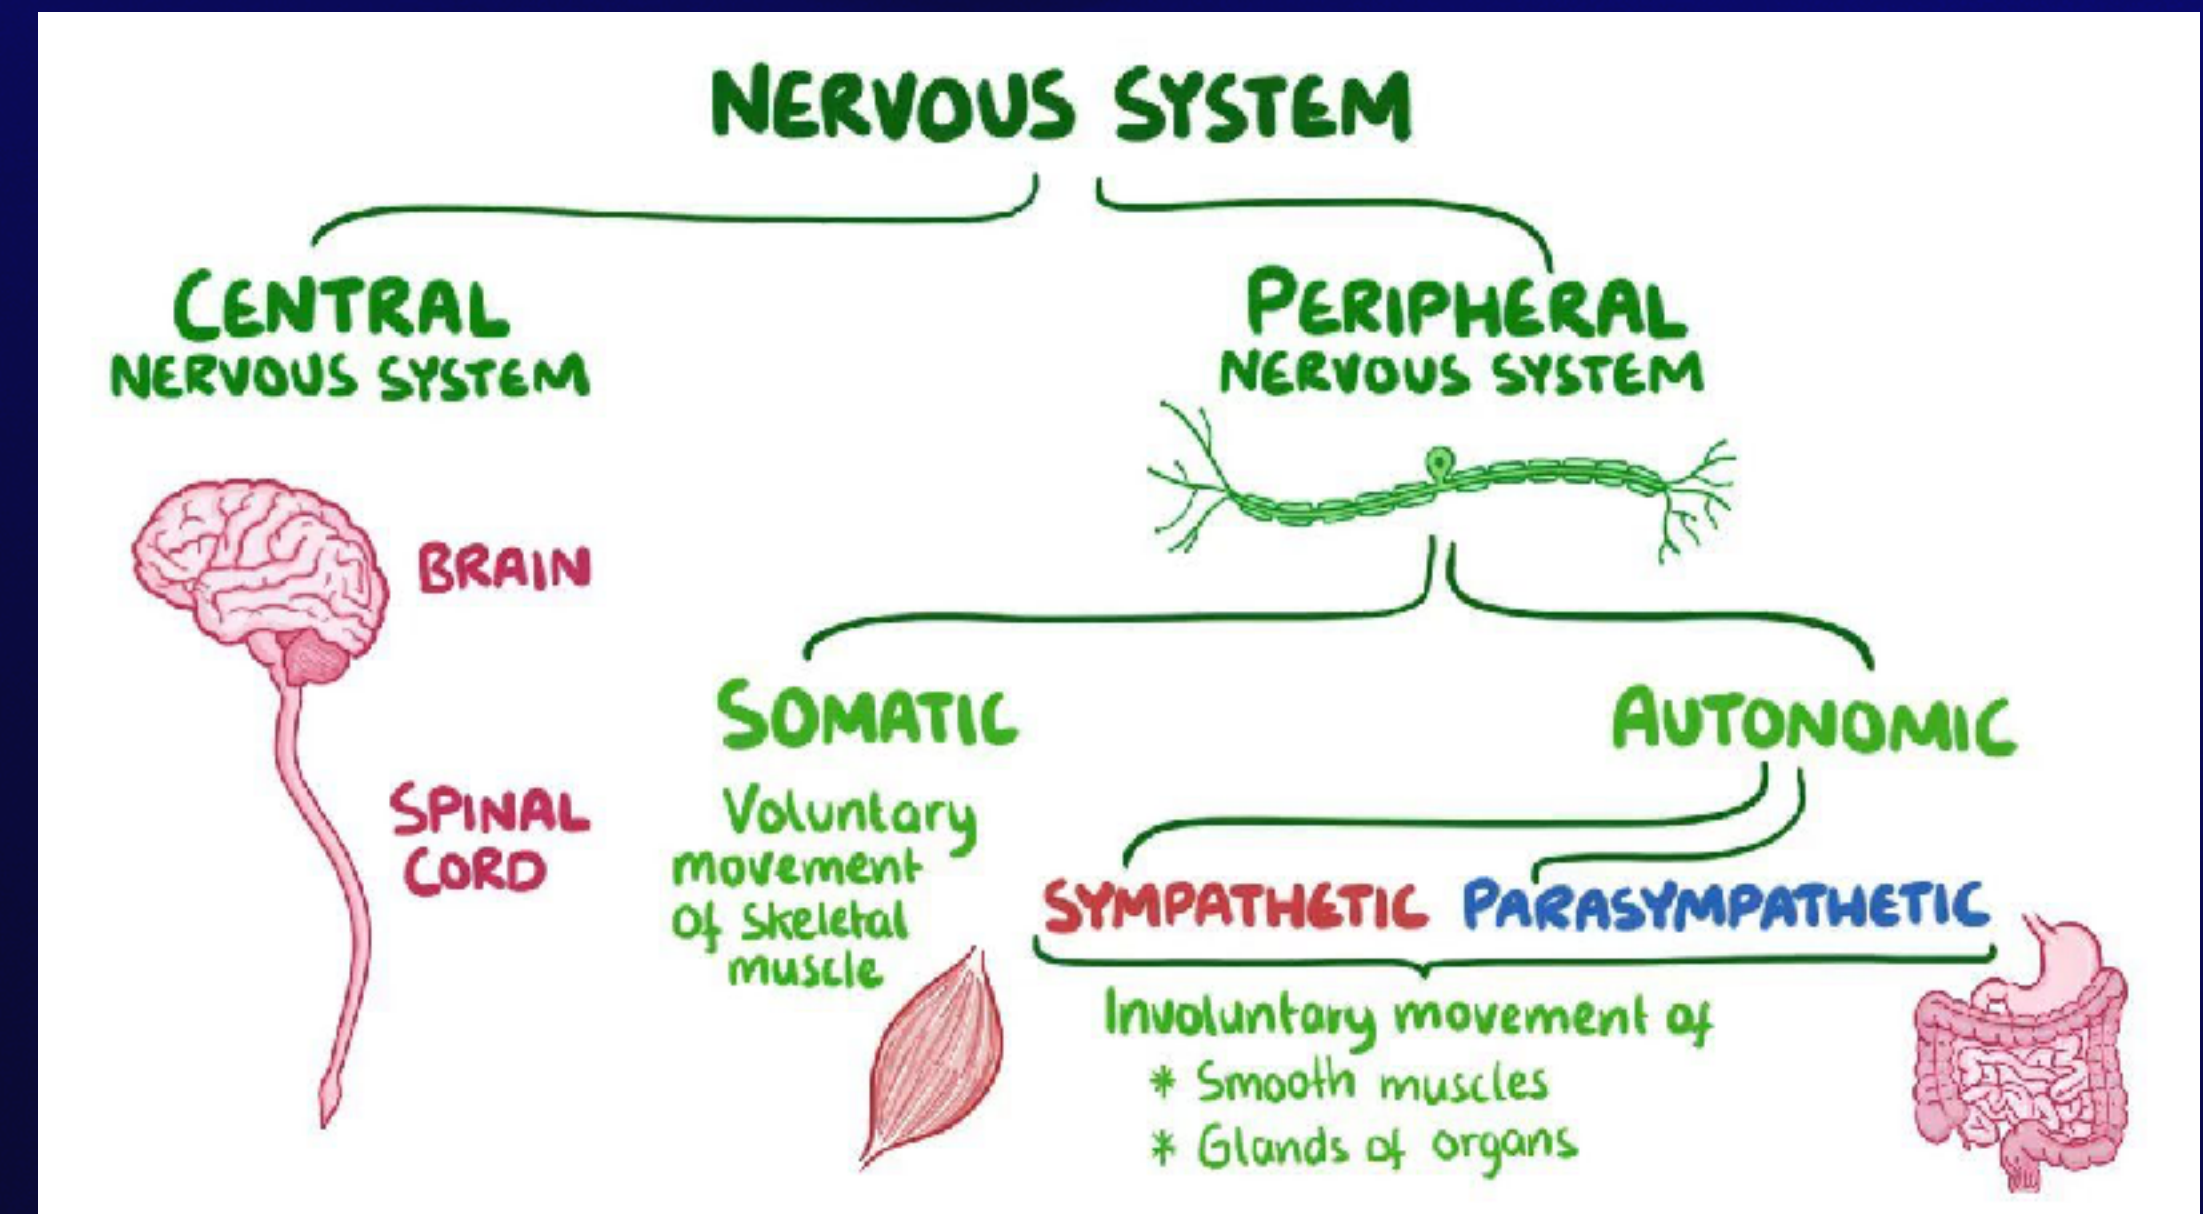 NERVOUS SYSTEM
CENTRAL
NERVOUS SYSTEM
BRAIN
SPINAL
CORD
PERIPHERAL
NERVOUS SYSTEM
SOMATIC
Voluntary
movement
of skeletal
muscle
AUTONOMIC
SYMPATHETIC PARASYMPATHETIC
Involuntary movement of
* Smooth muscles
* Glands of organs